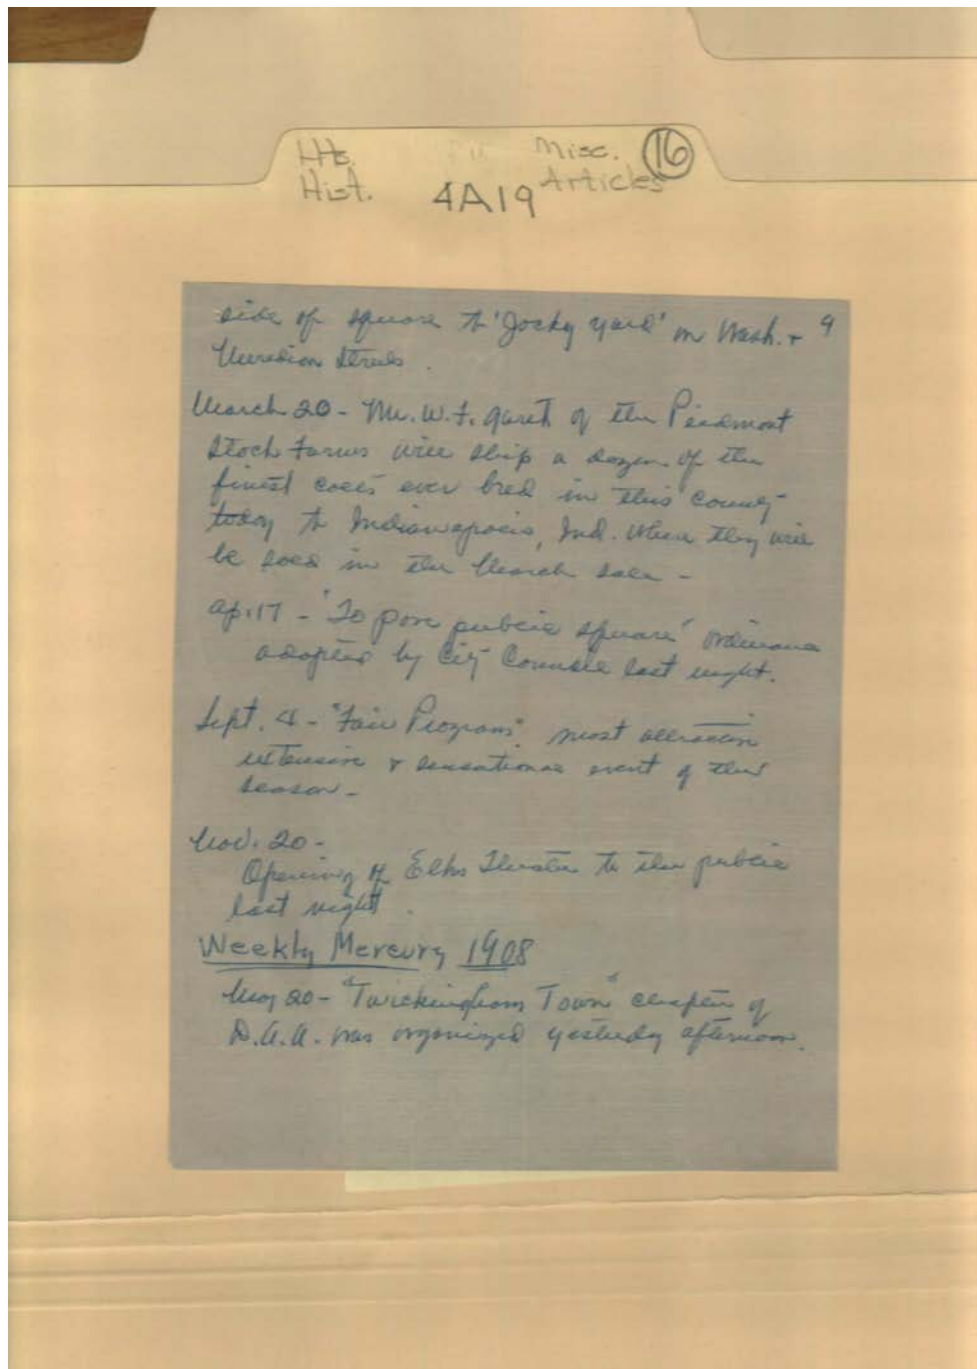 Hts. Misc. 16
Hist. 4A19 Articles
side of square to 'Jocky yard' on Wash. + 9
Meredian Streets.
March 20 - Mr. W. F. Garth of the Piedmont
Stock Farms will ship a dozen of the
finest colts ever bred in this county
today to Indianapolis, Ind. where they will
be sold in the March sale -
Ap. 17 - 'To pave public square' ordinance
adopted by City Council last night.
Sept. 4 - "Fair Program" most attractive
extensive & sensational event of the
season -
Nov. 20 -
Opening of Elks Theater to the public
last night.
Weekly Mercury 1908
May 20 - "Twickingham Town" chapter of
D.A.R. was organized yesterday afternoon.